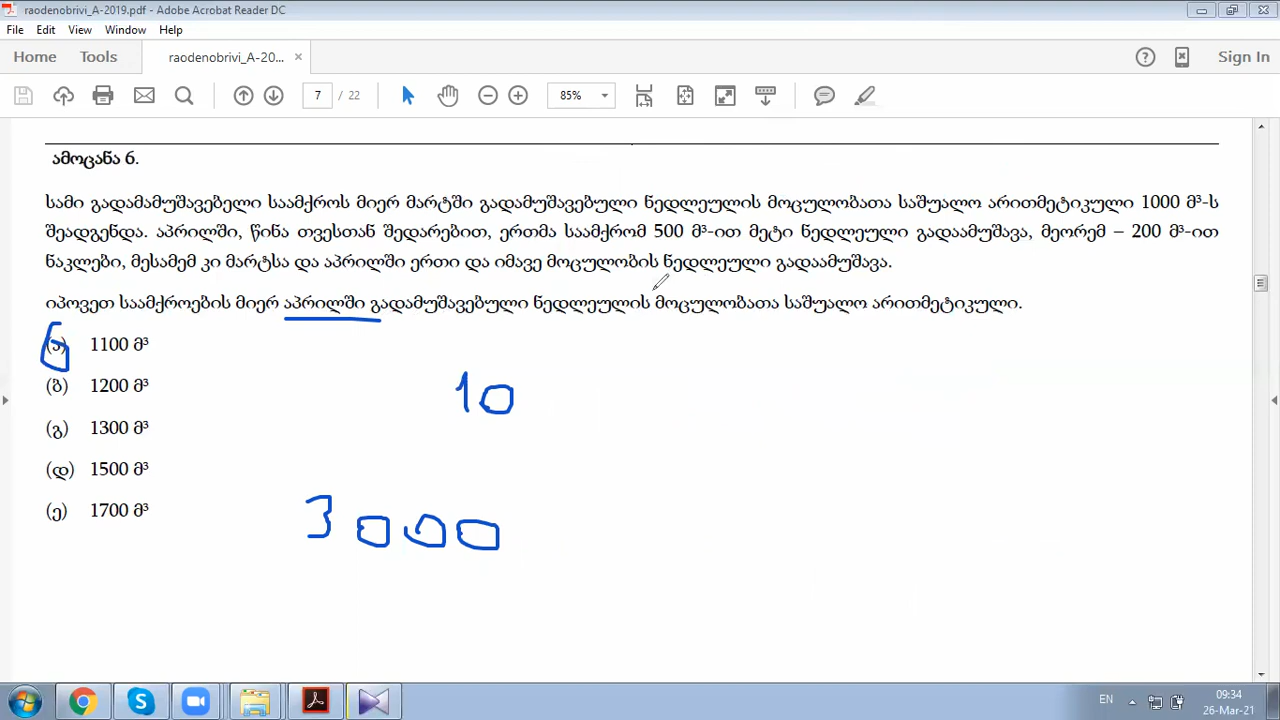 raodenobrivi_A-2019.pdf - Adobe Acrobat Reader DC
File Edit View Window Help
Home Tools raodenobrivi_A-20... × Sign In
7 / 22 85%
ამოცანა 6.
სამი გადამამუშავებელი საამქროს მიერ მარტში გადამუშავებული ნედლეულის მოცულობათა საშუალო არითმეტიკული 1000 მ³-ს
შეადგენდა. აპრილში, წინა თვესთან შედარებით, ერთმა საამქრომ 500 მ³-ით მეტი ნედლეული გადაამუშავა, მეორემ – 200 მ³-ით
ნაკლები, მესამემ კი მარტსა და აპრილში ერთი და იმავე მოცულობის ნედლეული გადაამუშავა.
იპოვეთ საამქროების მიერ აპრილში გადამუშავებული ნედლეულის მოცულობათა საშუალო არითმეტიკული.
(ა) 1100 მ³
(ბ) 1200 მ³
10
(გ) 1300 მ³
(დ) 1500 მ³
(ე) 1700 მ³
3000
EN 09:34
26-Mar-21